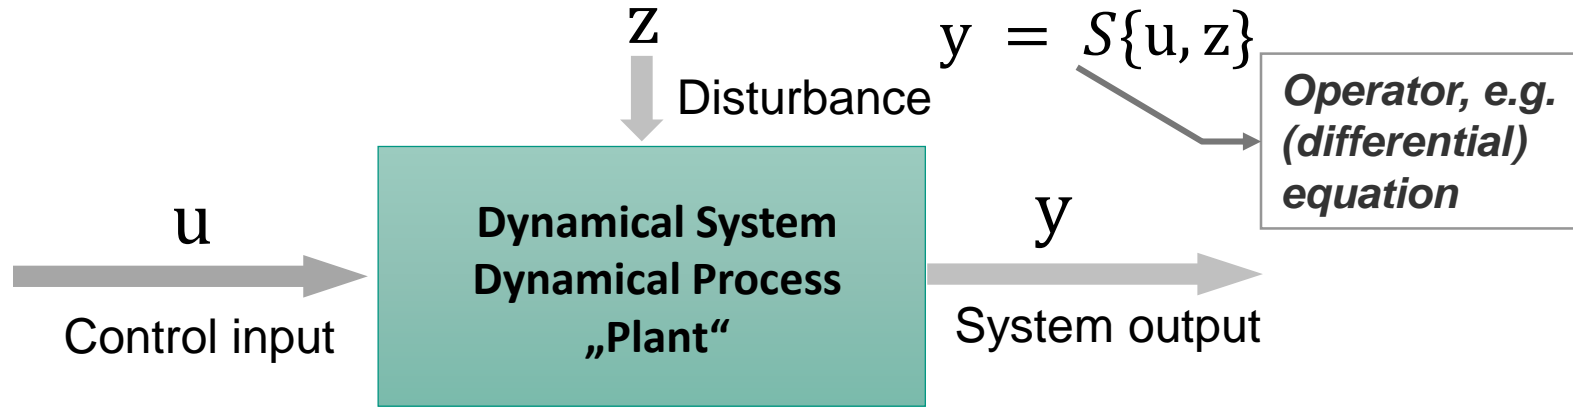 z
y = S{u, z}
Disturbance
Operator, e.g.
(differential)
equation
u
Control input
Dynamical System
Dynamical Process
„Plant“
y
System output